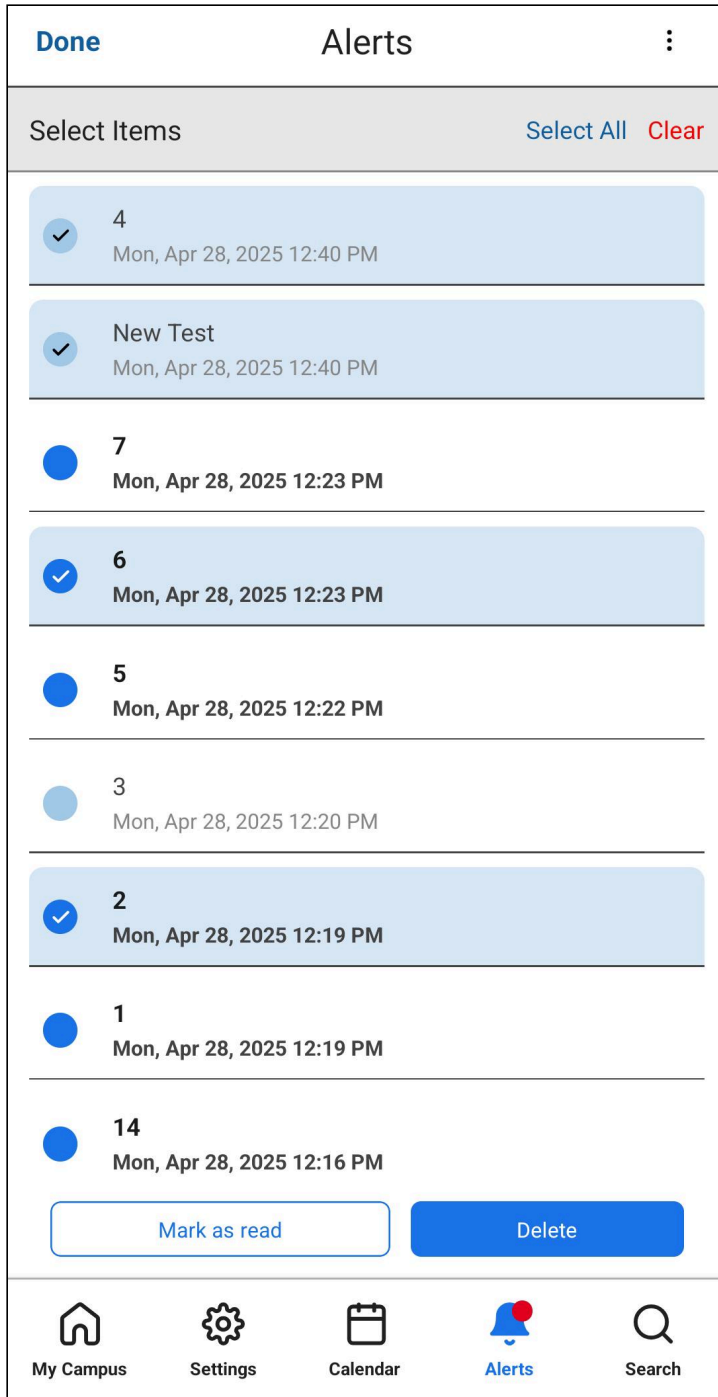 Done Alerts
Select Items Select All Clear
4
Mon, Apr 28, 2025 12:40 PM
New Test
Mon, Apr 28, 2025 12:40 PM
7
Mon, Apr 28, 2025 12:23 PM
6
Mon, Apr 28, 2025 12:23 PM
5
Mon, Apr 28, 2025 12:22 PM
3
Mon, Apr 28, 2025 12:20 PM
2
Mon, Apr 28, 2025 12:19 PM
1
Mon, Apr 28, 2025 12:19 PM
14
Mon, Apr 28, 2025 12:16 PM
Mark as read Delete
My Campus Settings Calendar Alerts Search